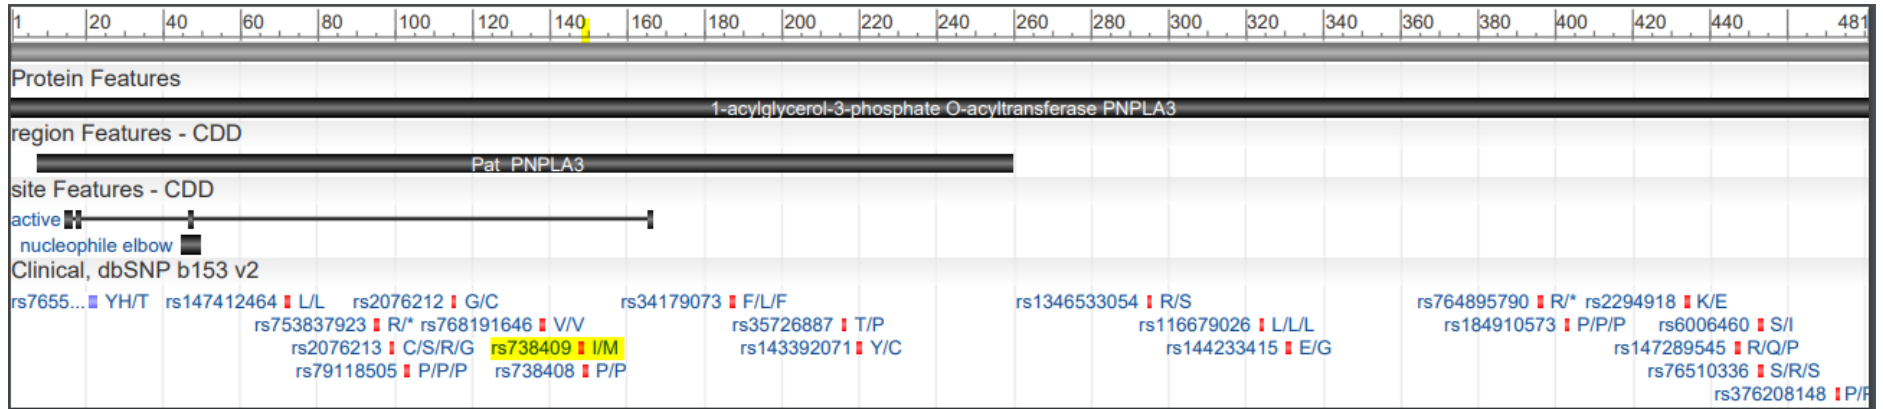 1 20 40 60 80 100 120 140 160 180 200 220 240 260 280 300 320 340 360 380 400 420 440 481
Protein Features
1-acylglycerol-3-phosphate O-acyltransferase PNPLA3
region Features - CDD
Pat_PNPLA3
site Features - CDD
active
nucleophile elbow
Clinical, dbSNP b153 v2
rs7655... YH/T rs147412464 L/L rs2076212 G/C rs34179073 F/L/F rs1346533054 R/S rs764895790 R/* rs2294918 K/E
rs753837923 R/* rs768191646 V/V rs35726887 T/P rs116679026 L/L/L rs184910573 P/P/P rs6006460 S/I
rs2076213 C/S/R/G rs738409 I/M rs143392071 Y/C rs144233415 E/G rs147289545 R/Q/P
rs79118505 P/P/P rs738408 P/P rs76510336 S/R/S
rs376208148 P/